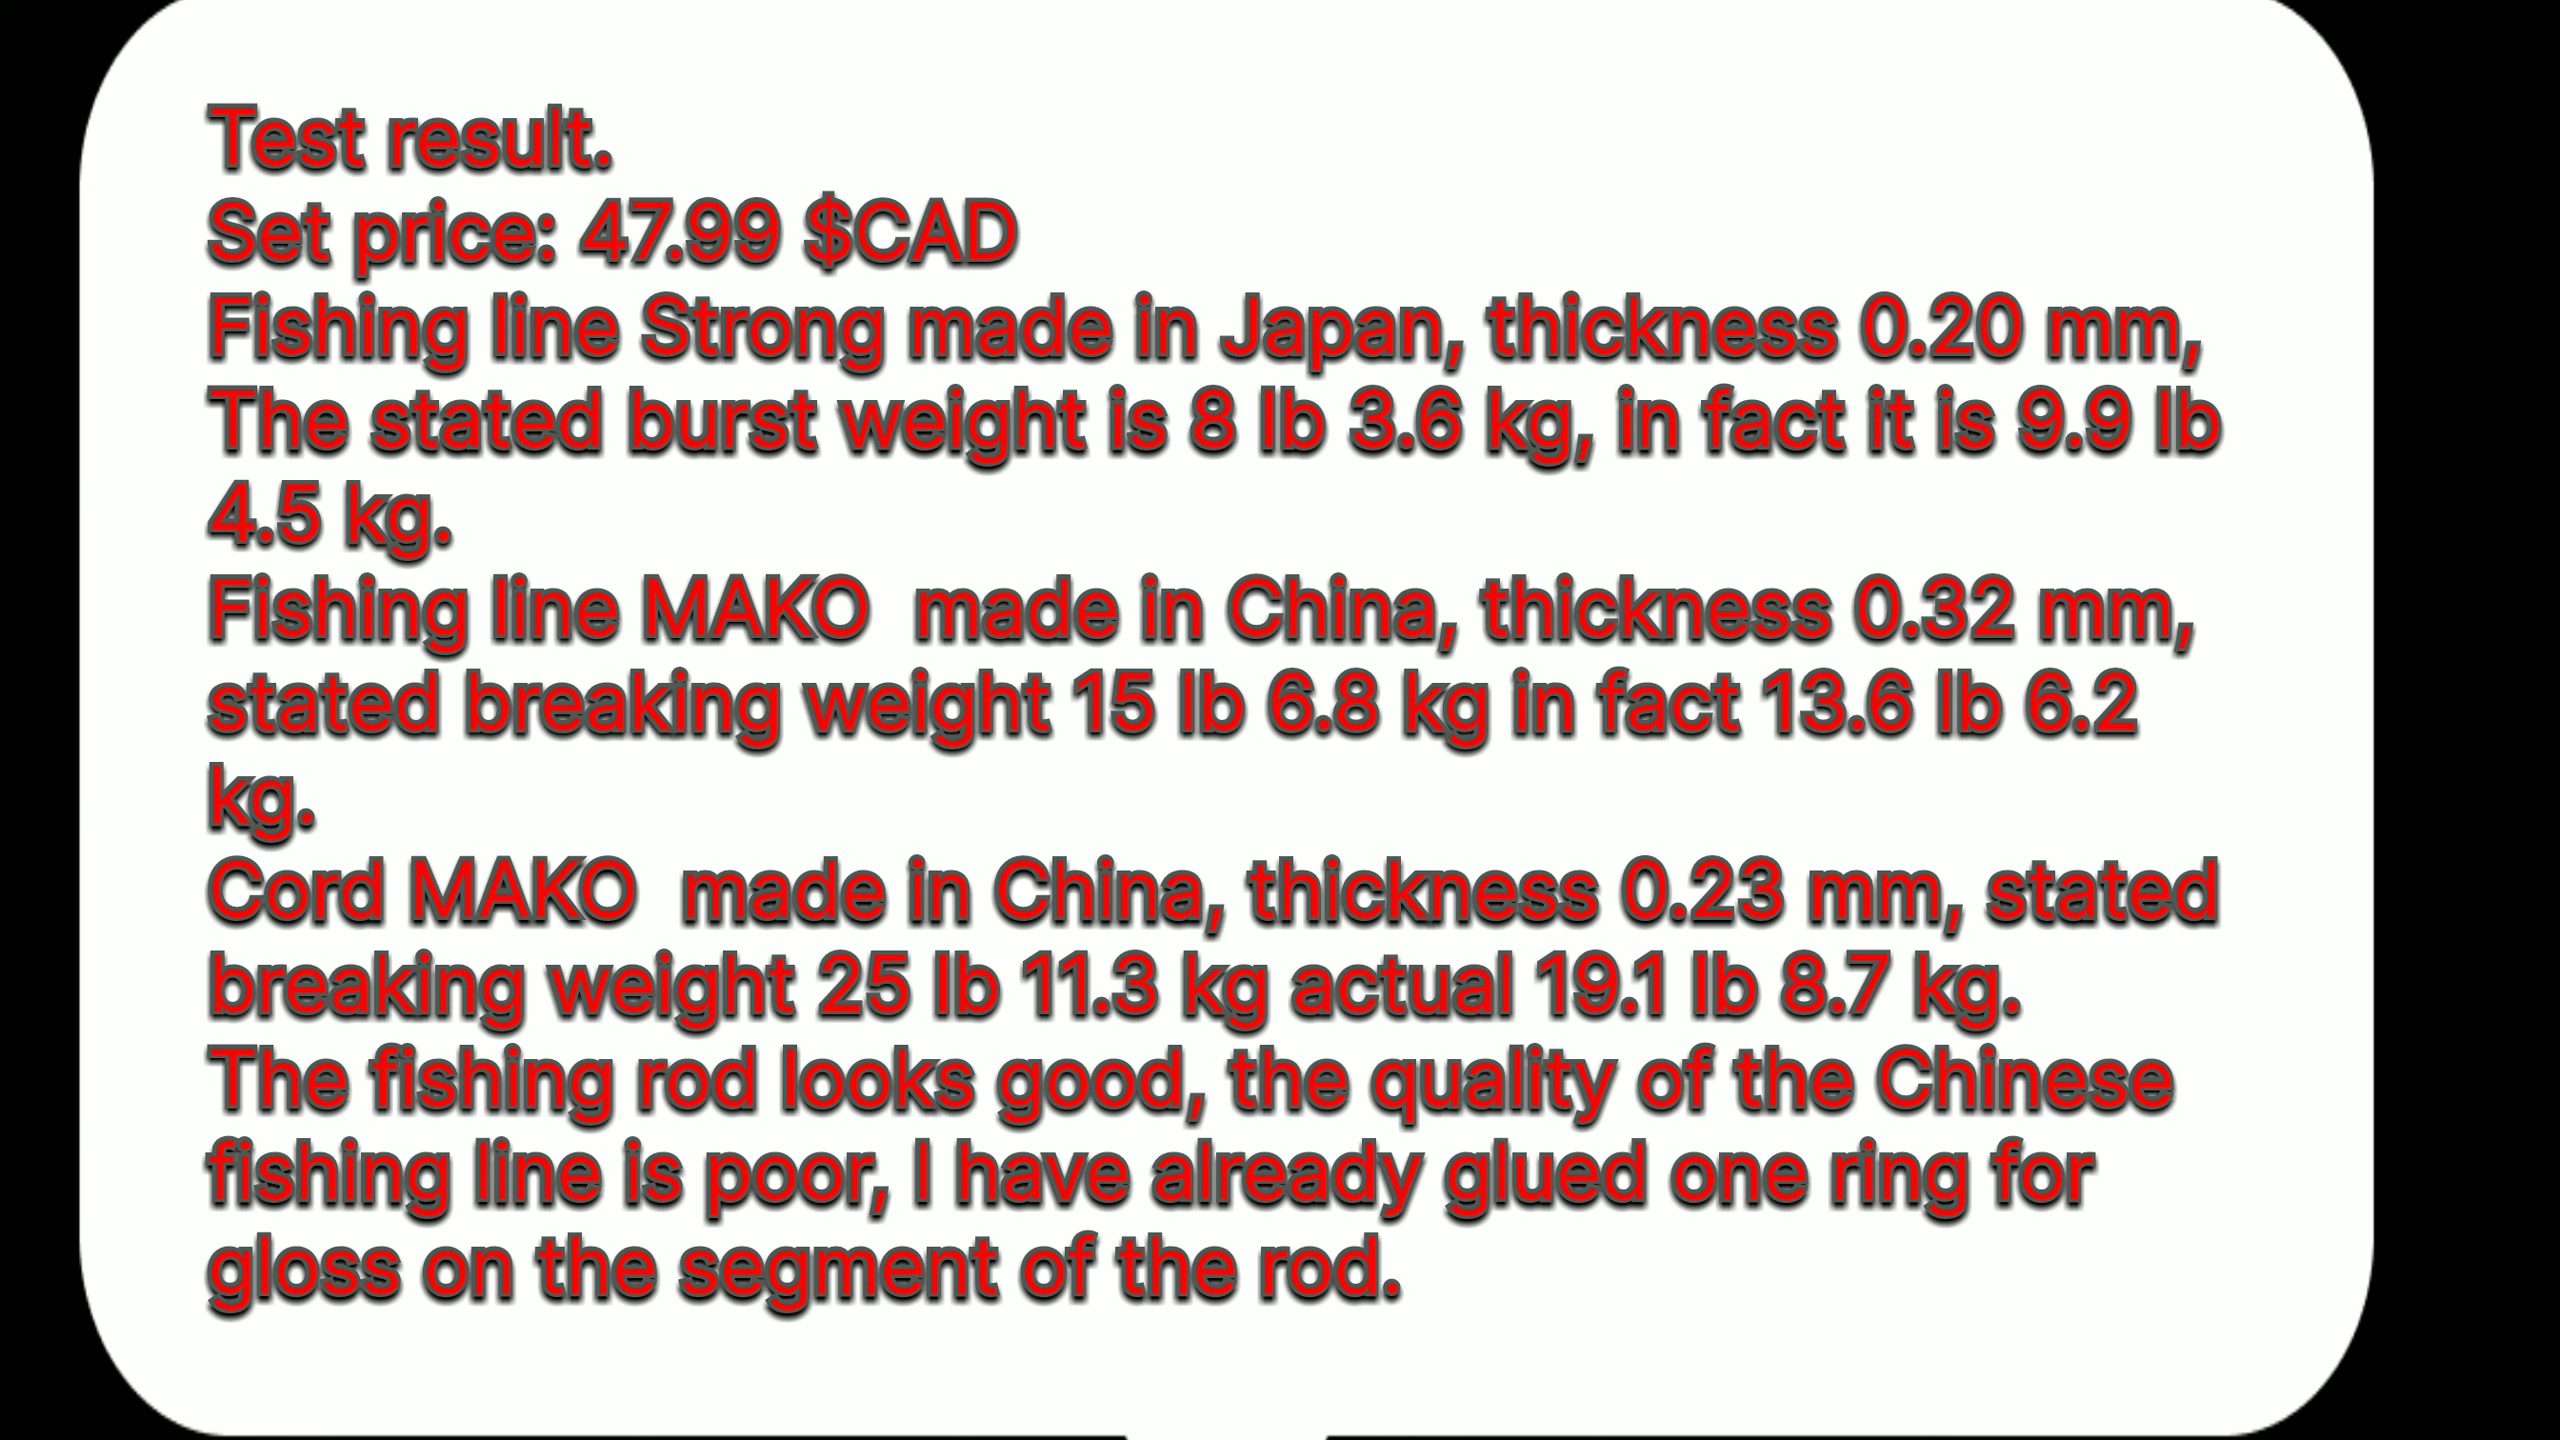 Test result.
Set price: 47.99 $CAD
Fishing line Strong made in Japan, thickness 0.20 mm,
The stated burst weight is 8 lb 3.6 kg, in fact it is 9.9 lb
4.5 kg.
Fishing line MAKO  made in China, thickness 0.32 mm,
stated breaking weight 15 lb 6.8 kg in fact 13.6 lb 6.2
kg.
Cord MAKO  made in China, thickness 0.23 mm, stated
breaking weight 25 lb 11.3 kg actual 19.1 lb 8.7 kg.
The fishing rod looks good, the quality of the Chinese
fishing line is poor, I have already glued one ring for
gloss on the segment of the rod.